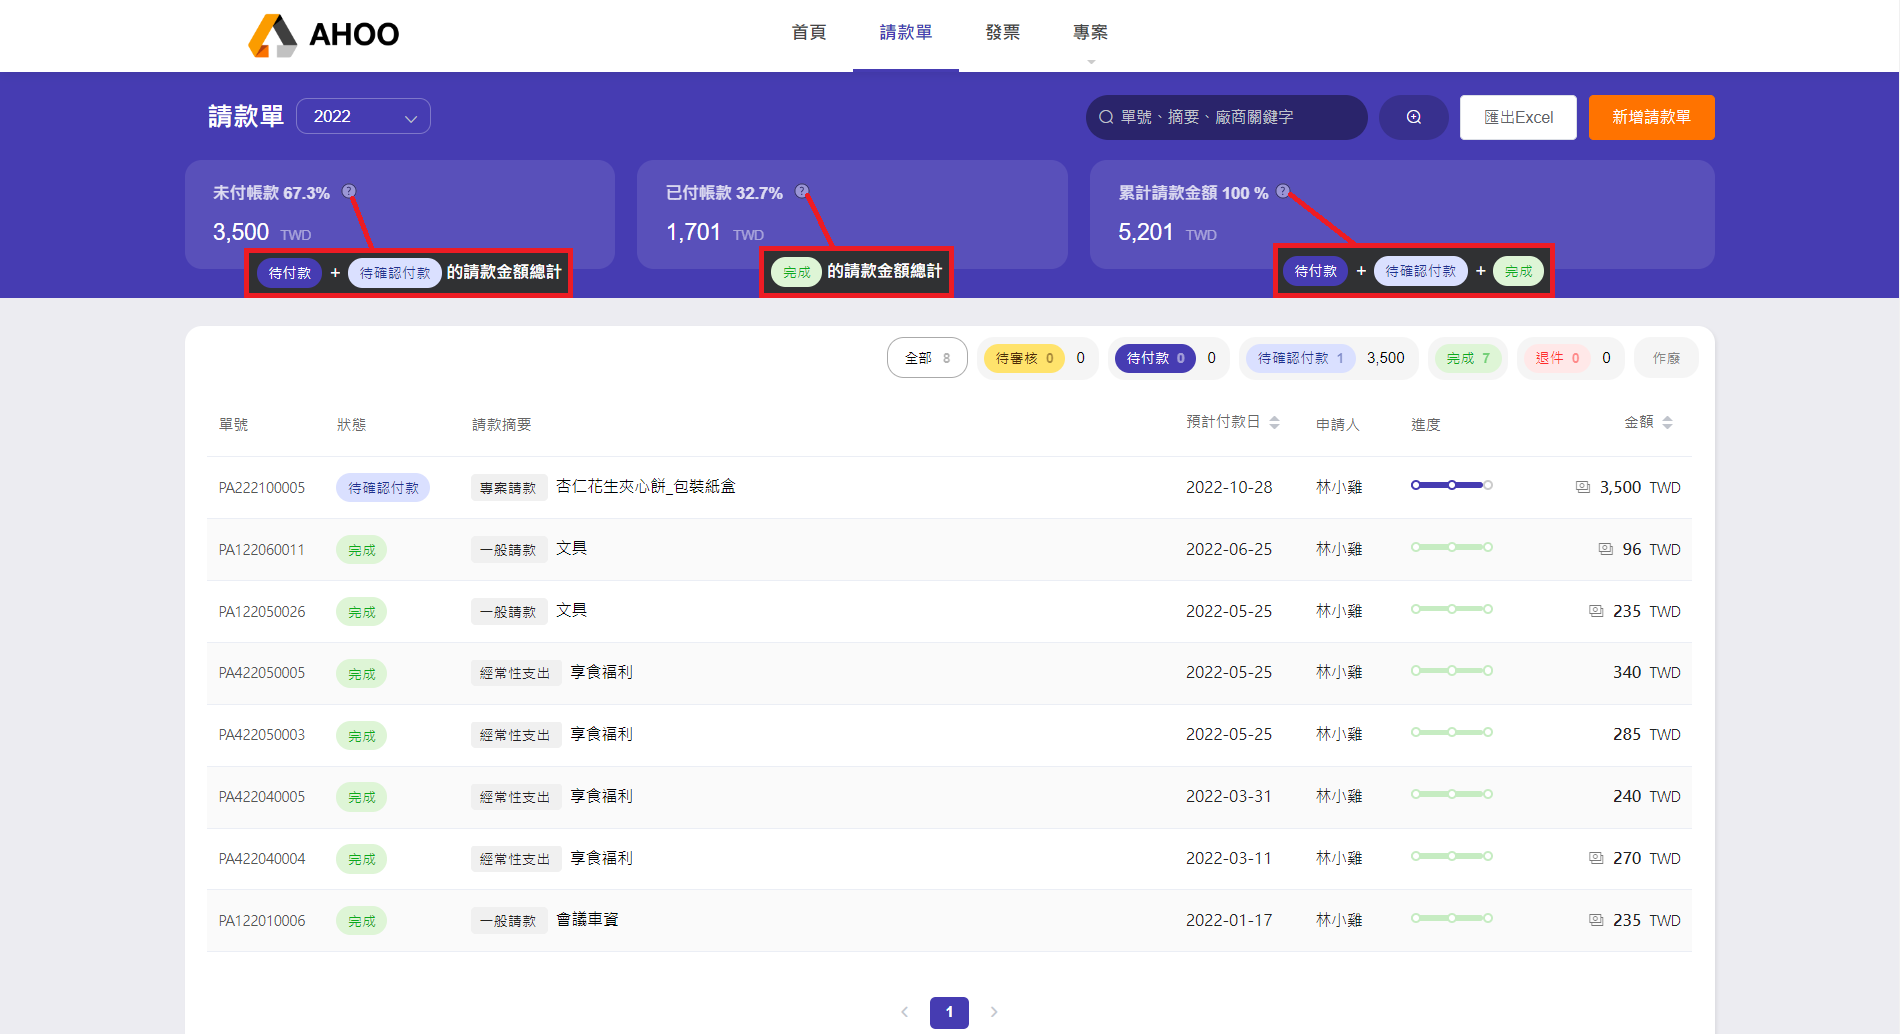 AHOO
首頁 請款單 發票 專案
請款單 2022 單號、摘要、廠商關鍵字 匯出Excel 新增請款單
未付帳款 67.3% ? 已付帳款 32.7% ? 累計請款金額 100 % ?
3,500 TWD 1,701 TWD 5,201 TWD
待付款 + 待確認付款 的請款金額總計 完成 的請款金額總計 待付款 + 待確認付款 + 完成
全部 8 待審核 0 0 待付款 0 0 待確認付款 1 3,500 完成 7 退件 0 0 作廢
單號 狀態 請款摘要 預計付款日 申請人 進度 金額
PA222100005 待確認付款 專案請款 杏仁花生夾心餅_包裝紙盒 2022-10-28 林小雞 3,500 TWD
PA122060011 完成 一般請款 文具 2022-06-25 林小雞 96 TWD
PA122050026 完成 一般請款 文具 2022-05-25 林小雞 235 TWD
PA422050005 完成 經常性支出 享食福利 2022-05-25 林小雞 340 TWD
PA422050003 完成 經常性支出 享食福利 2022-05-25 林小雞 285 TWD
PA422040005 完成 經常性支出 享食福利 2022-03-31 林小雞 240 TWD
PA422040004 完成 經常性支出 享食福利 2022-03-11 林小雞 270 TWD
PA122010006 完成 一般請款 會議車資 2022-01-17 林小雞 235 TWD
1